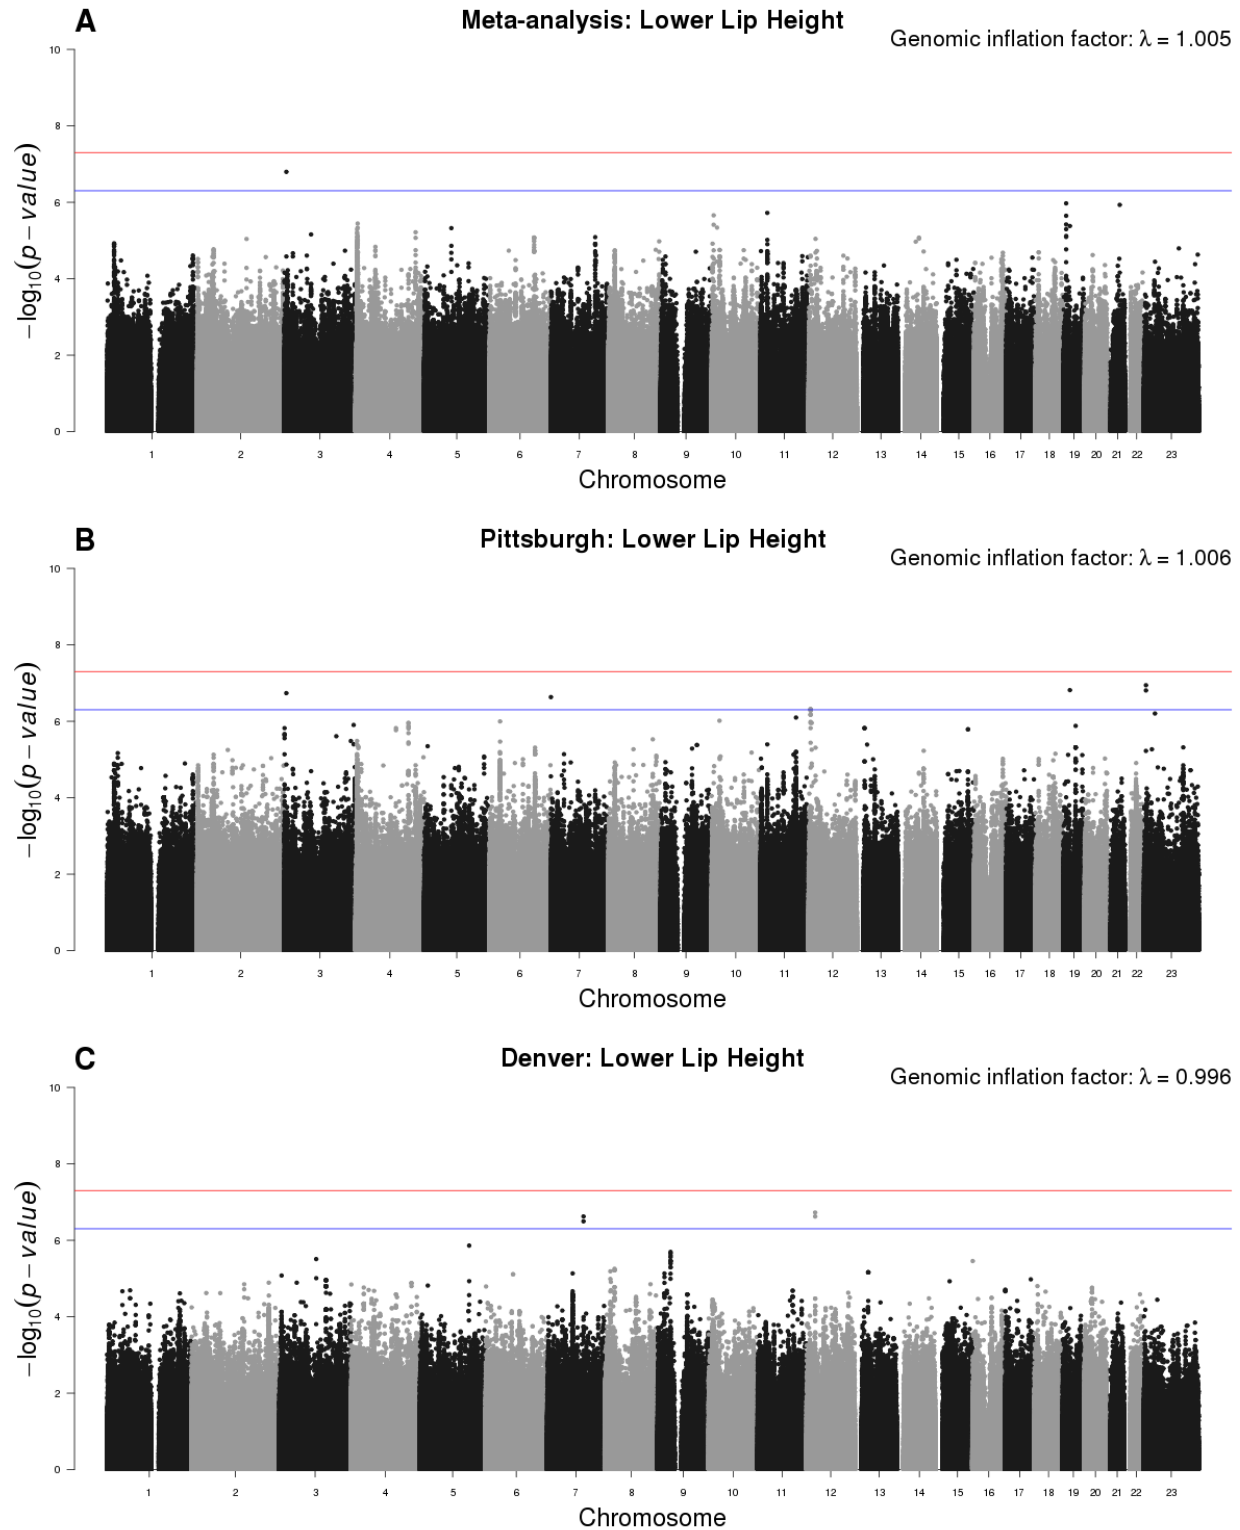 A
Meta-analysis: Lower Lip Height
Genomic inflation factor: λ = 1.005
10
8
6
4
2
0
−log10(p − value)
1 2 3 4 5 6 7 8 9 10 11 12 13 14 15 16 17 18 19 20 21 22 23
Chromosome
B
Pittsburgh: Lower Lip Height
Genomic inflation factor: λ = 1.006
10
8
6
4
2
0
−log10(p − value)
1 2 3 4 5 6 7 8 9 10 11 12 13 14 15 16 17 18 19 20 21 22 23
Chromosome
C
Denver: Lower Lip Height
Genomic inflation factor: λ = 0.996
10
8
6
4
2
0
−log10(p − value)
1 2 3 4 5 6 7 8 9 10 11 12 13 14 15 16 17 18 19 20 21 22 23
Chromosome